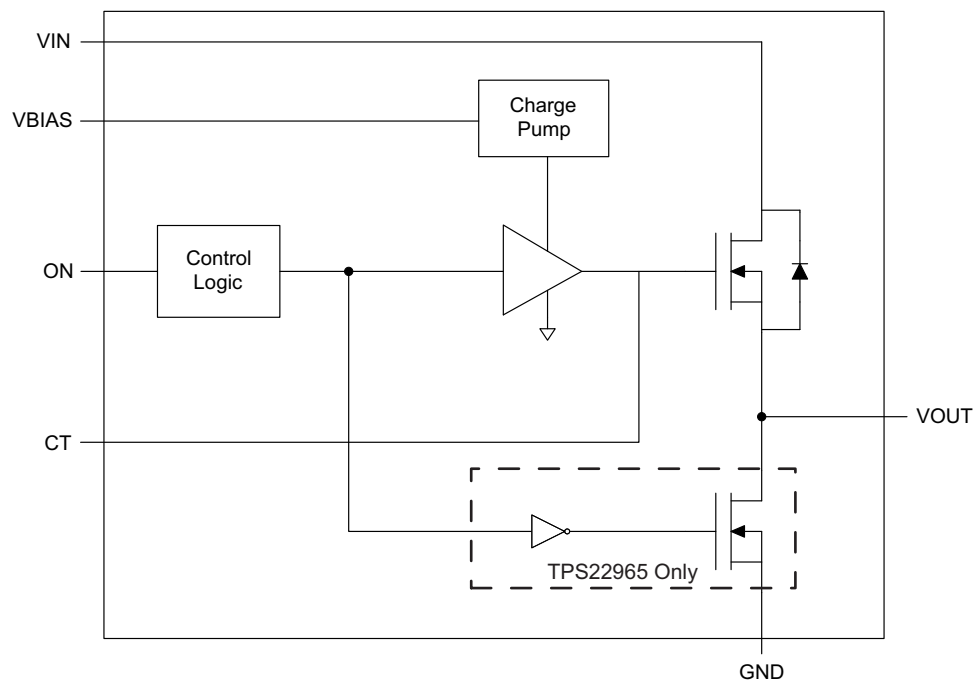 VIN
Charge
Pump
VBIAS
Control
Logic
ON
VOUT
CT
TPS22965 Only
GND